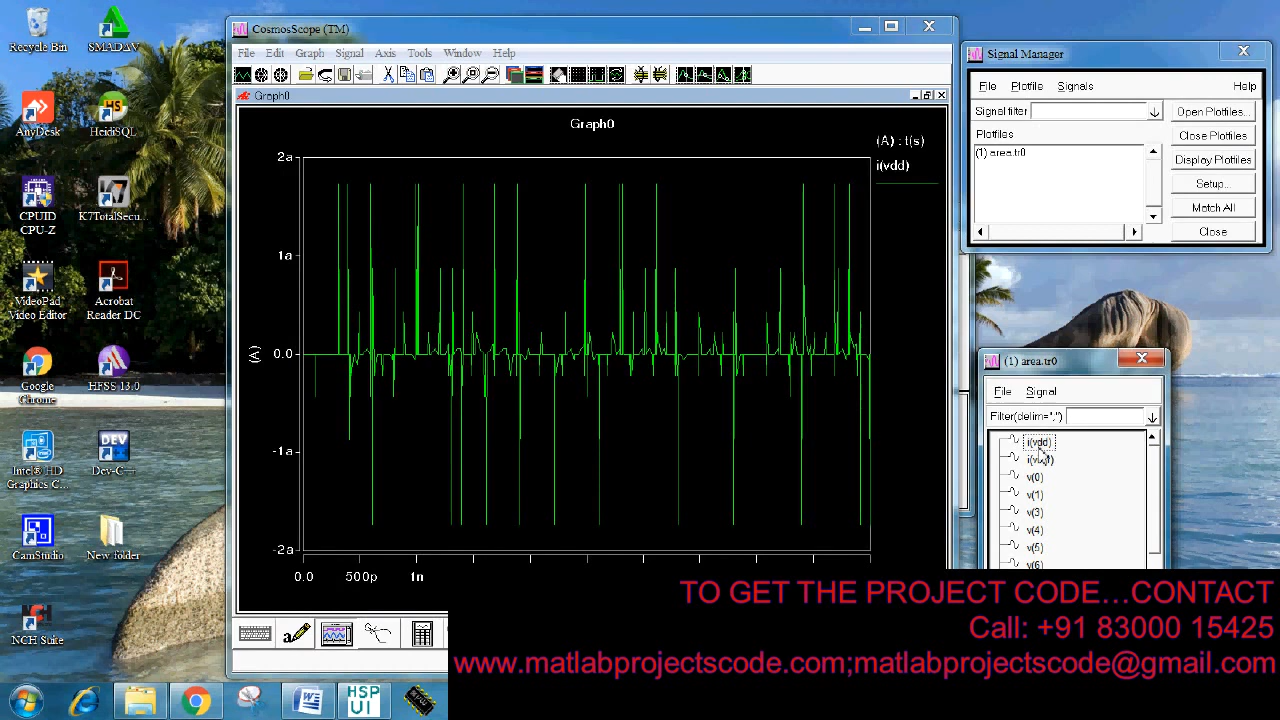 Recycle Bin
SMADAV
AnyDesk
HeidiSQL
CPUID
CPU-Z
K7TotalSecu...
VideoPad
Video Editor
Acrobat
Reader DC
Google
Chrome
HFSS 13.0
Intel® HD
Graphics C...
Dev-C++
CamStudio
New folder
NCH Suite
CosmosScope (TM)
File Edit Graph Signal Axis Tools Window Help
Graph0
Graph0
(A) : t(s)
i(vdd)
2a
1a
0.0
-1a
-2a
(A)
0.0 500p 1n
Signal Manager
File Plotfile Signals Help
Signal filter
Open Plotfiles...
Plotfiles
Close Plotfiles
(1) area.tr0
Display Plotfiles
Setup...
Match All
Close
(1) area.tr0
File Signal
Filter(delim=".")
i(vdd)
v(0)
v(1)
v(3)
v(4)
v(5)
v(6)
HSP
UI
TO GET THE PROJECT CODE...CONTACT
Call: +91 83000 15425
www.matlabprojectscode.com;matlabprojectscode@gmail.com